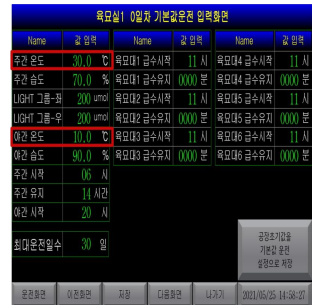 육묘실1 0일차 기본값운전 입력화면
Name 값 입력 Name 값 입력 Name 값 입력
주간 온도 30.0 ℃ 육묘대1 급수시작 11 시 육묘대4 급수시작 11 시
주간 습도 70.0 % 육묘대1 급수유지 0000 분 육묘대4 급수유지 0000 분
LIGHT 그룹-좌 200 umol 육묘대2 급수시작 11 시 육묘대5 급수시작 11 시
LIGHT 그룹-우 200 umol 육묘대2 급수유지 0000 분 육묘대5 급수유지 0000 분
야간 온도 10.0 ℃ 육묘대3 급수시작 11 시 육묘대6 급수시작 11 시
야간 습도 90.0 % 육묘대3 급수유지 0000 분 육묘대6 급수유지 0000 분
주간 시작 06 시
주간 유지 14 시간
야간 시작 20 시
최대운전일수 30 일
공정초기값을
기본값 운전
설정으로 저장
운전화면 이전화면 저장 다음화면 나가기 2021/05/25 14:58:27